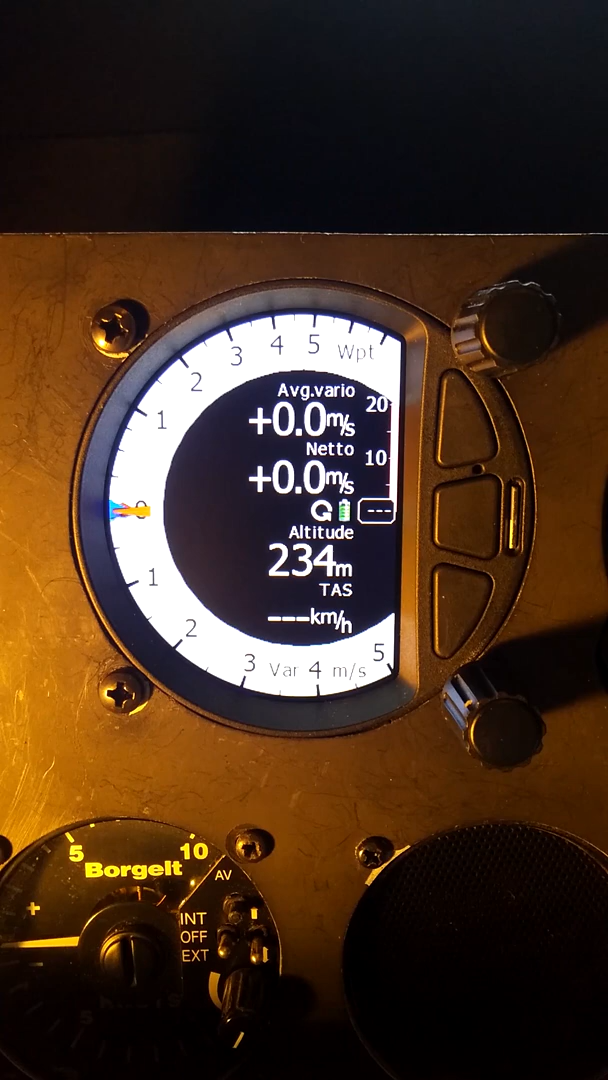 3 4 5 Wpt
2
1
0
1
2
3 Var 4 m/s 5
Avg.vario
+0.0m/s
20
Netto
+0.0m/s
10
---
Altitude
234m
TAS
---km/h
5 10
Borgelt
AV
+
INT
OFF
EXT